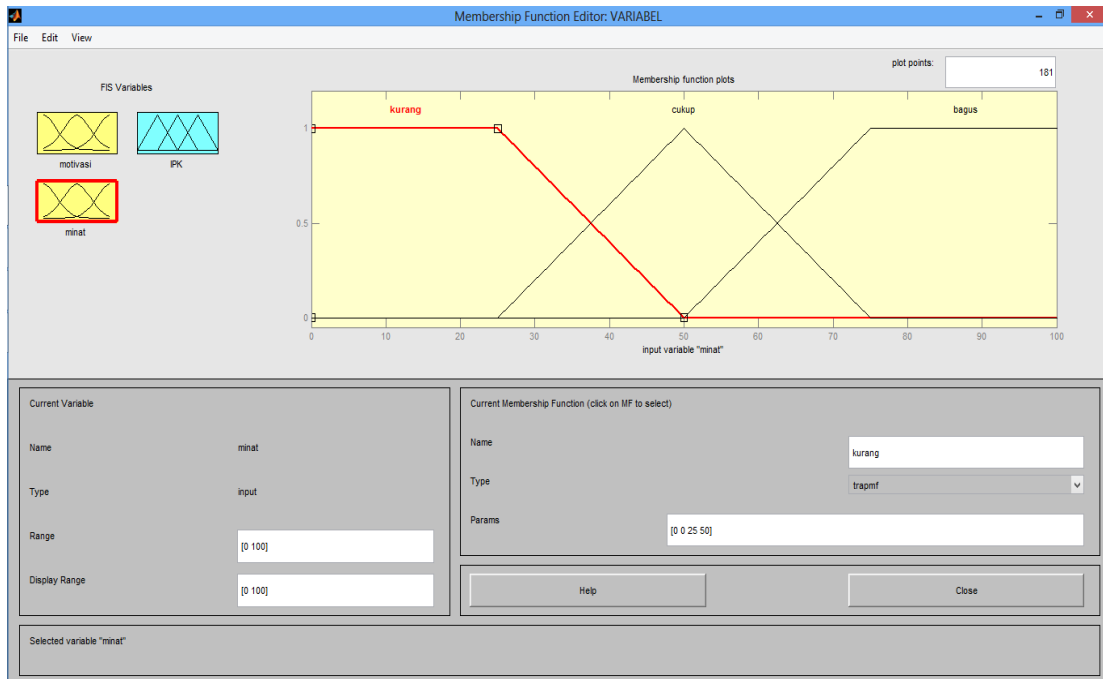 Membership Function Editor: VARIABEL
File Edit View
FIS Variables
motivasi
IPK
minat
plot points:
181
Membership function plots
kurang cukup bagus
1
0.5
0
0 10 20 30 40 50 60 70 80 90 100
input variable "minat"
Current Variable
Name minat
Type input
Range [0 100]
Display Range [0 100]
Current Membership Function (click on MF to select)
Name kurang
Type trapmf
Params [0 0 25 50]
Help Close
Selected variable "minat"